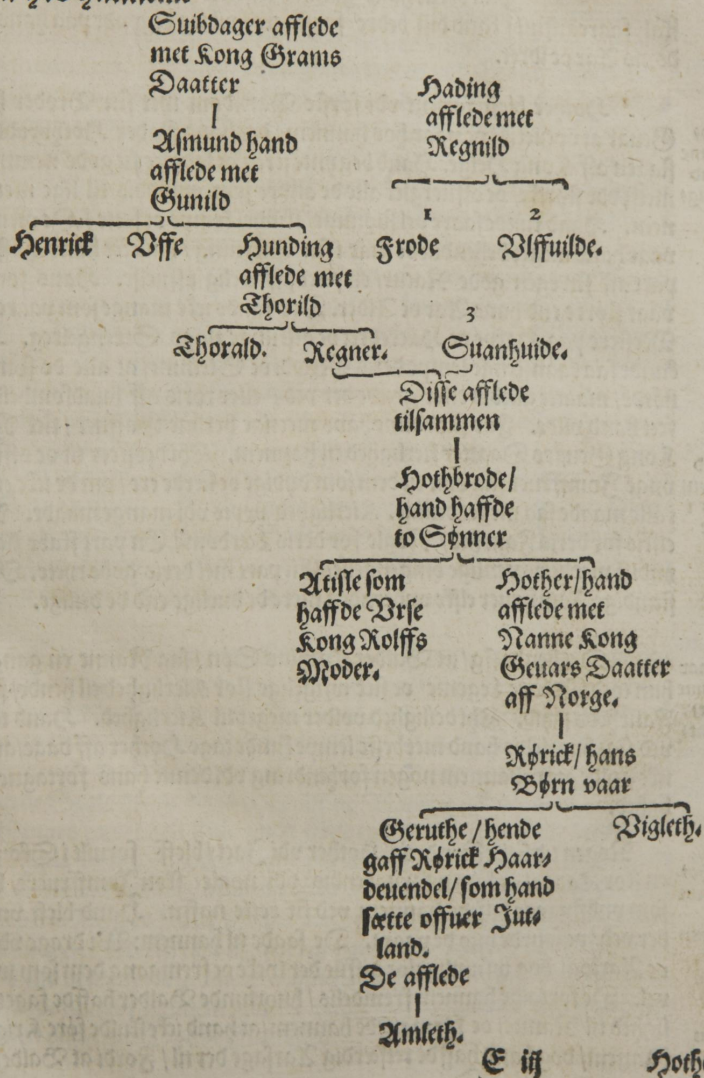 Suibdager afflede
met Kong Grams
Daatter
Hading
afflede met
Regnild
Asmund hand
afflede met
Gunild
1 2
Henrick Vffe Hunding Frode Vlffuilde.
afflede met
Thorild
3
Thorald. Regner. Suanhuide.
Disse afflede
tilsammen
Hothbrode/
hand haffde
to Sønner
Atisle som
haffde Vrse
Kong Rolffs
Moder.
Hother/hand
afflede met
Nanne Kong
Geuars Daatter
aff Norge.
Rørick/ hans
Børn vaar
Geruthe / hende
gaff Rørick Haar⸗
deuendel/ som hand
sætte offuer Jut⸗
land.
De afflede
Vigleth.
Amleth.
E iij Hoth